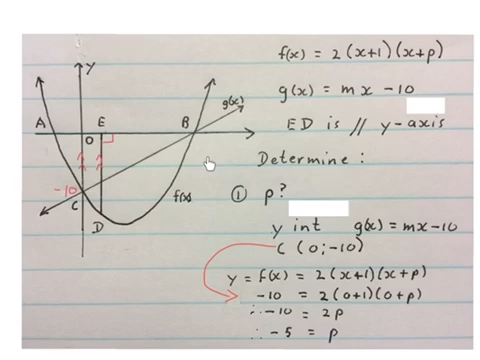 f(x) = 2(x+1)(x+p)
g(x) = mx - 10
ED is // y-axis
Determine:
① p?
y int g(x) = mx-10
C (0;-10)
y = f(x) = 2(x+1)(x+p)
-10 = 2(0+1)(0+p)
∴ -10 = 2p
∴ -5 = p
y
g(x)
A
E
B
O
-10
C
f(x)
D